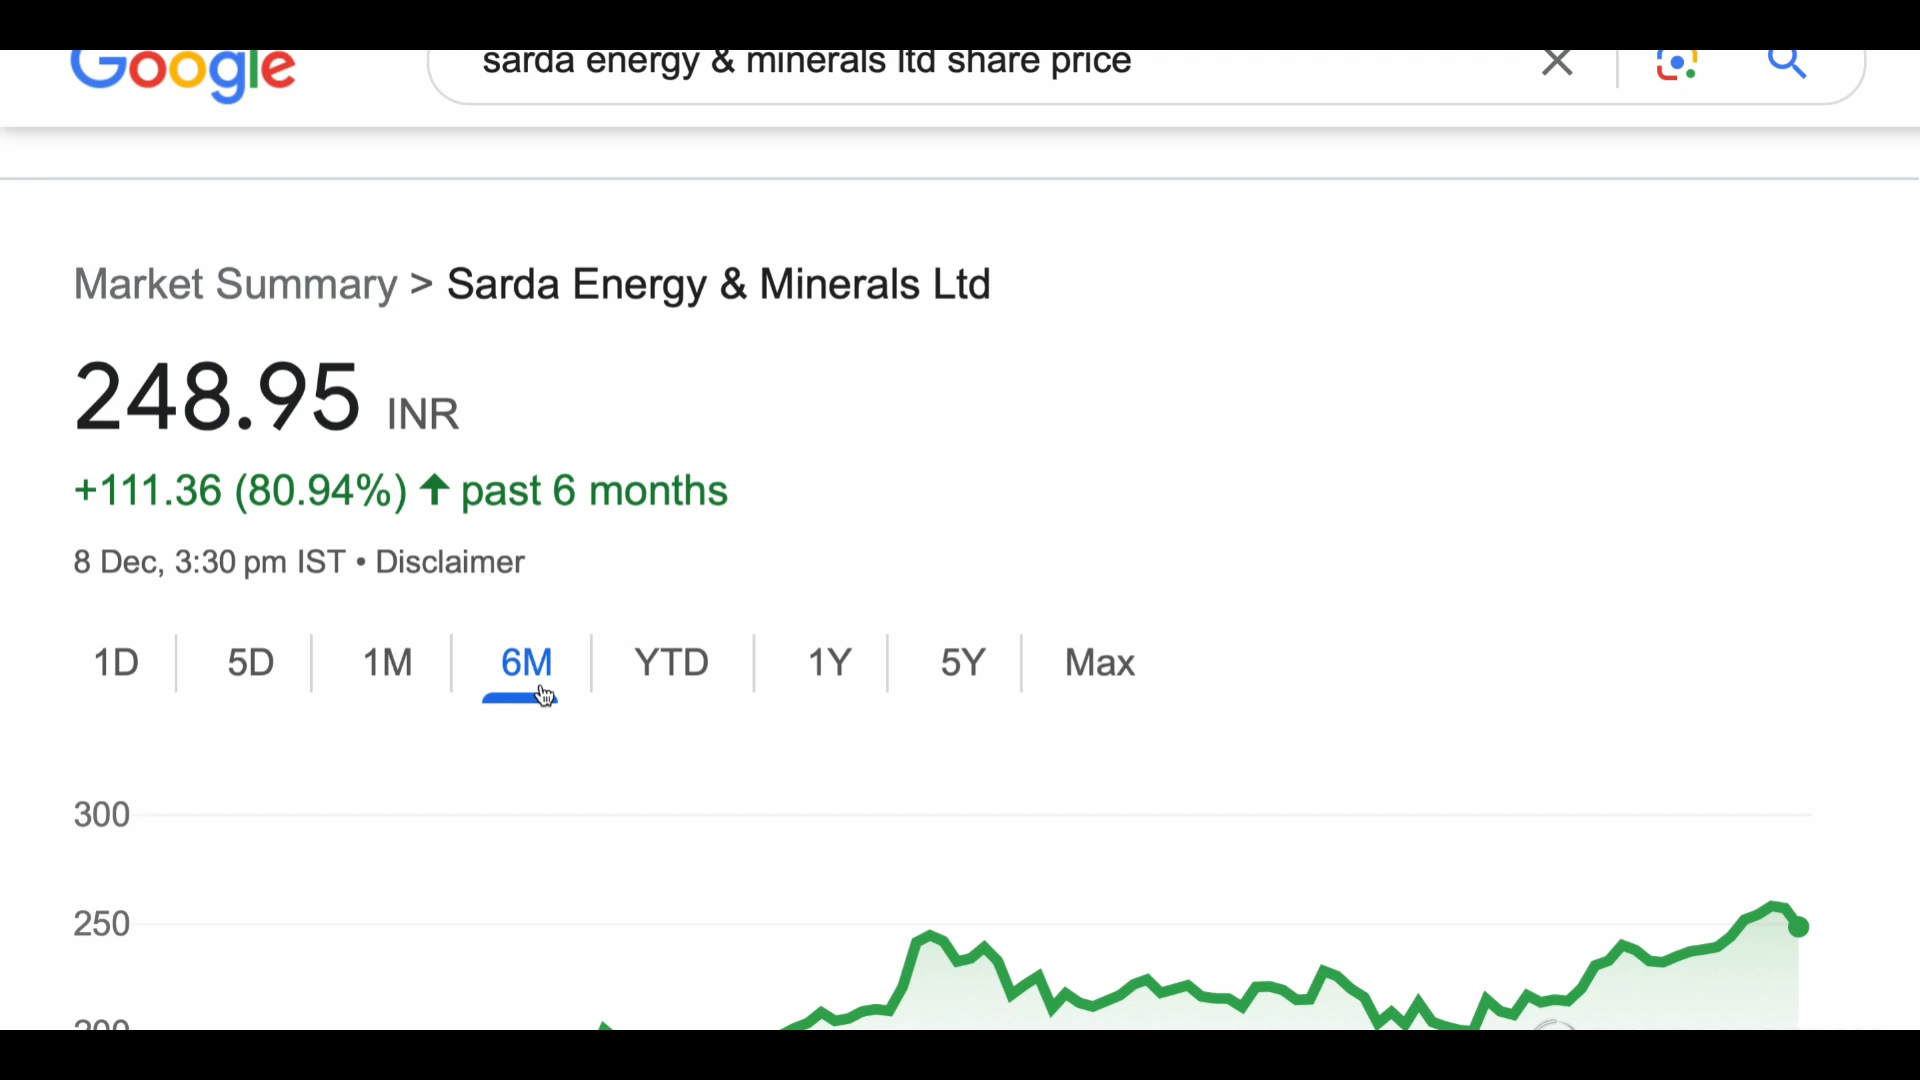 Google
sarda energy & minerals ltd share price
Market Summary > Sarda Energy & Minerals Ltd
248.95 INR
+111.36 (80.94%) ↑ past 6 months
8 Dec, 3:30 pm IST • Disclaimer
1D 5D 1M 6M YTD 1Y 5Y Max
300
250
200